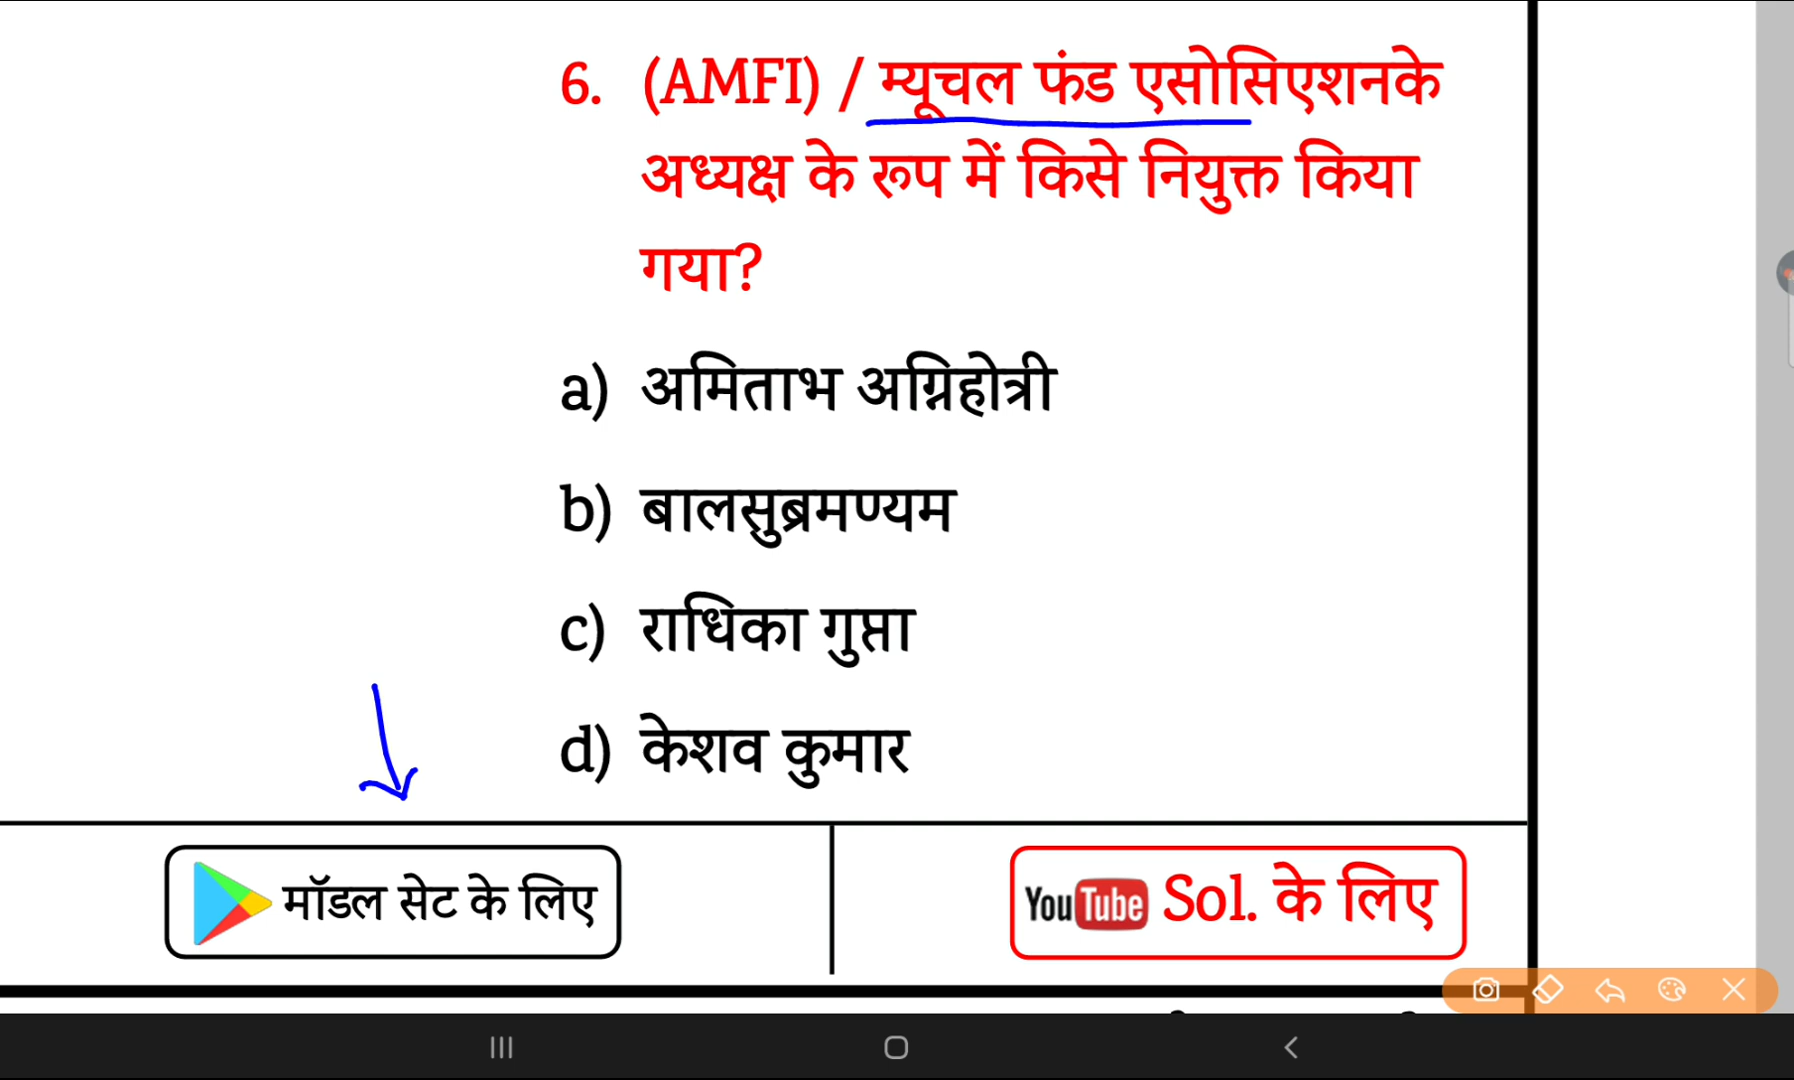 6. (AMFI) / म्यूचल फंड एसोसिएशनके
अध्यक्ष के रूप में किसे नियुक्त किया
गया?
a) अमिताभ अग्निहोत्री
b) बालसुब्रमण्यम
c) राधिका गुप्ता
d) केशव कुमार
मॉडल सेट के लिए
YouTube Sol. के लिए